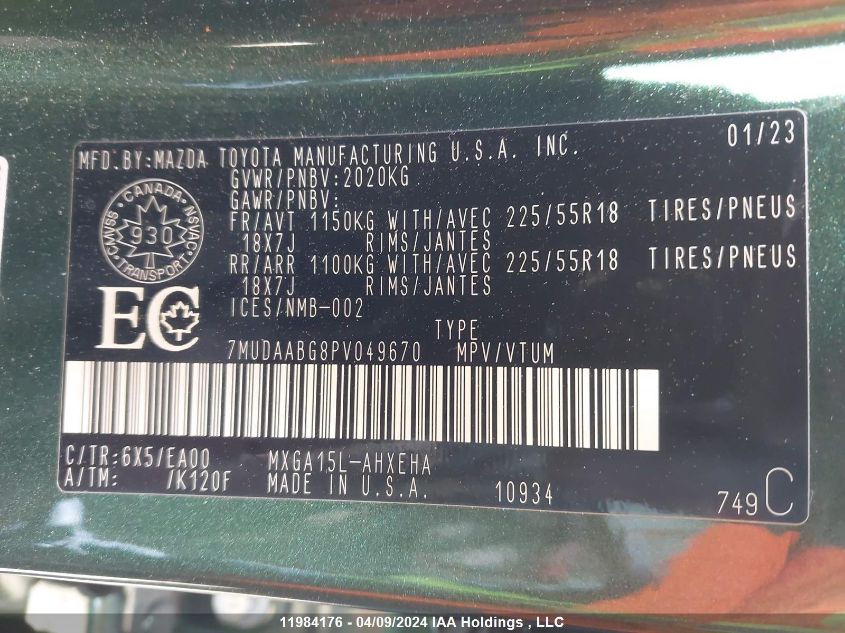 01/23
MFD.BY:MAZDA TOYOTA MANUFACTURING U.S.A. INC.
GVWR/PNBV:2020KG
GAWR/PNBV:
FR/AVT 1150KG WITH/AVEC 225/55R18 TIRES/PNEUS
18X7J RIMS/JANTES
RR/ARR 1100KG WITH/AVEC 225/55R18 TIRES/PNEUS
18X7J RIMS/JANTES
ICES/NMB-002
CANADA
CMVSS 930 NSVAC
TRANSPORT
EC
TYPE
7MUDAABG8PV049670 MPV/VTUM
C/TR:6X5/EA00 MXGA15L-AHXEHA
A/TM: /K120F MADE IN U.S.A. 10934
749C
11984176 - 04/09/2024 IAA Holdings , LLC